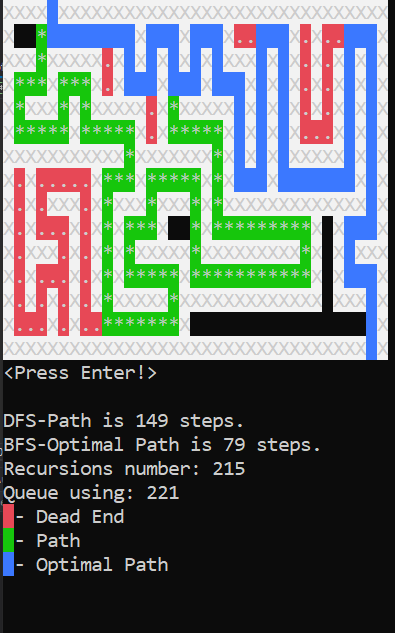 <Press Enter!>
DFS-Path is 149 steps.
BFS-Optimal Path is 79 steps.
Recursions number: 215
Queue using: 221
- Dead End
- Path
- Optimal Path